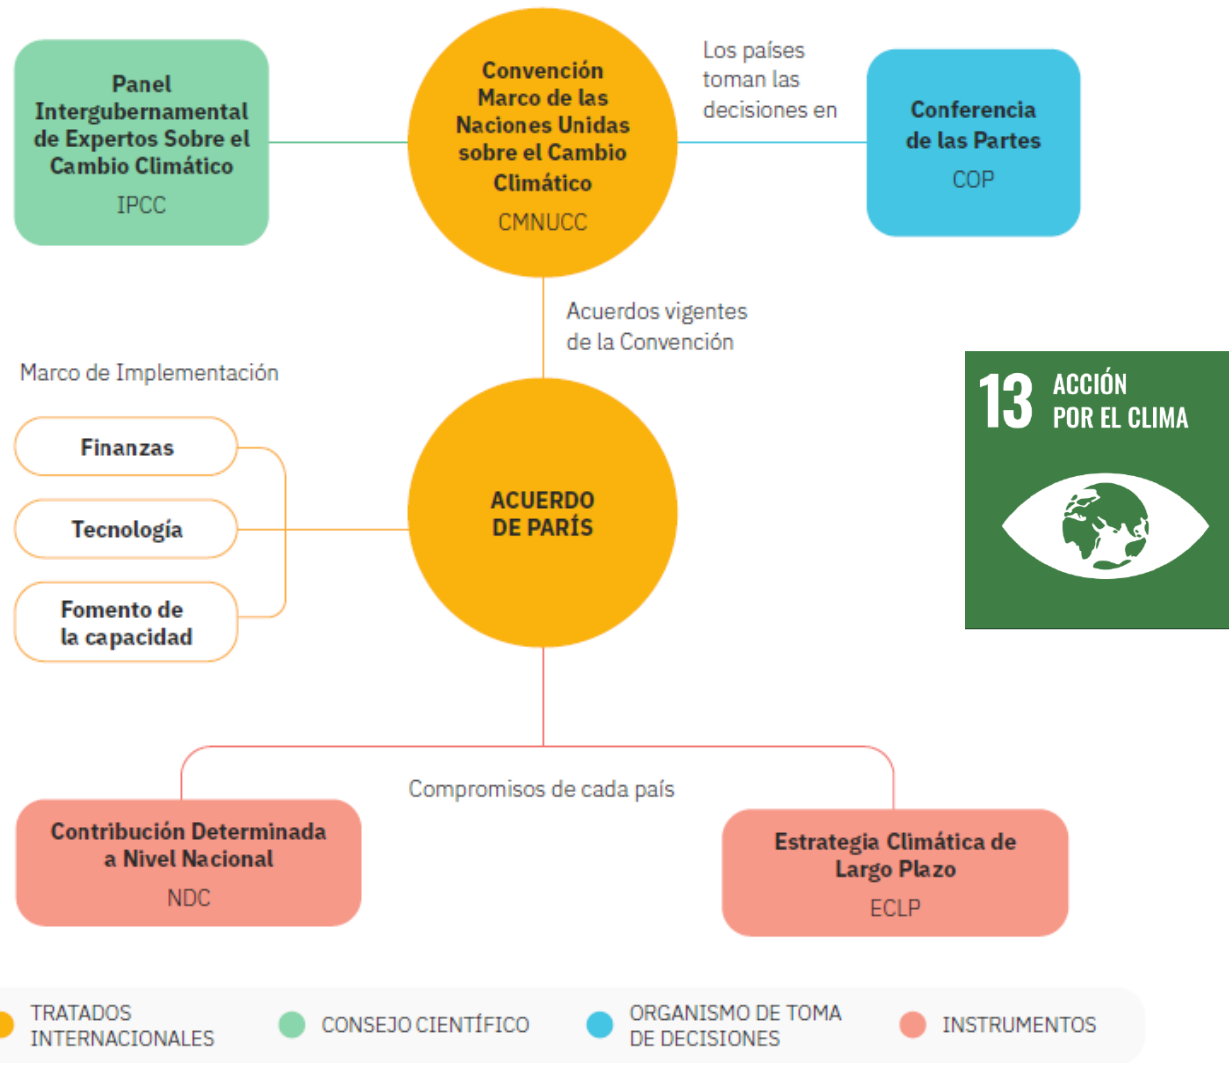 Panel
Intergubernamental
de Expertos Sobre el
Cambio Climático
IPCC
Convención
Marco de las
Naciones Unidas
sobre el Cambio
Climático
CMNUCC
Los países
toman las
decisiones en
Conferencia
de las Partes
COP
Acuerdos vigentes
de la Convención
Marco de Implementación
Finanzas
Tecnología
Fomento de
la capacidad
ACUERDO
DE PARÍS
13 ACCIÓN
POR EL CLIMA
Compromisos de cada país
Contribución Determinada
a Nivel Nacional
NDC
Estrategia Climática de
Largo Plazo
ECLP
TRATADOS
INTERNACIONALES
CONSEJO CIENTÍFICO
ORGANISMO DE TOMA
DE DECISIONES
INSTRUMENTOS